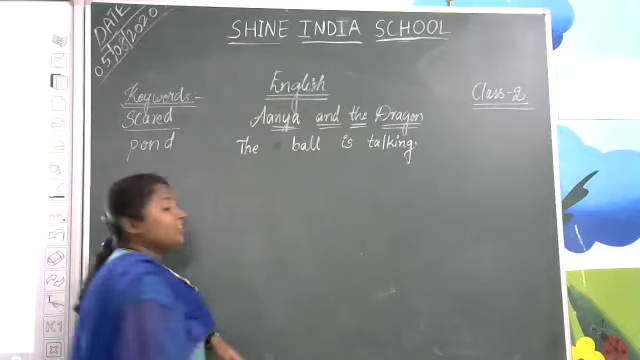 DATE
05/03/2020
SHINE INDIA SCHOOL
English
Class-2
Keywords:-
Scared
pond
Aanya and the Dragon
The ball is talking.
K1